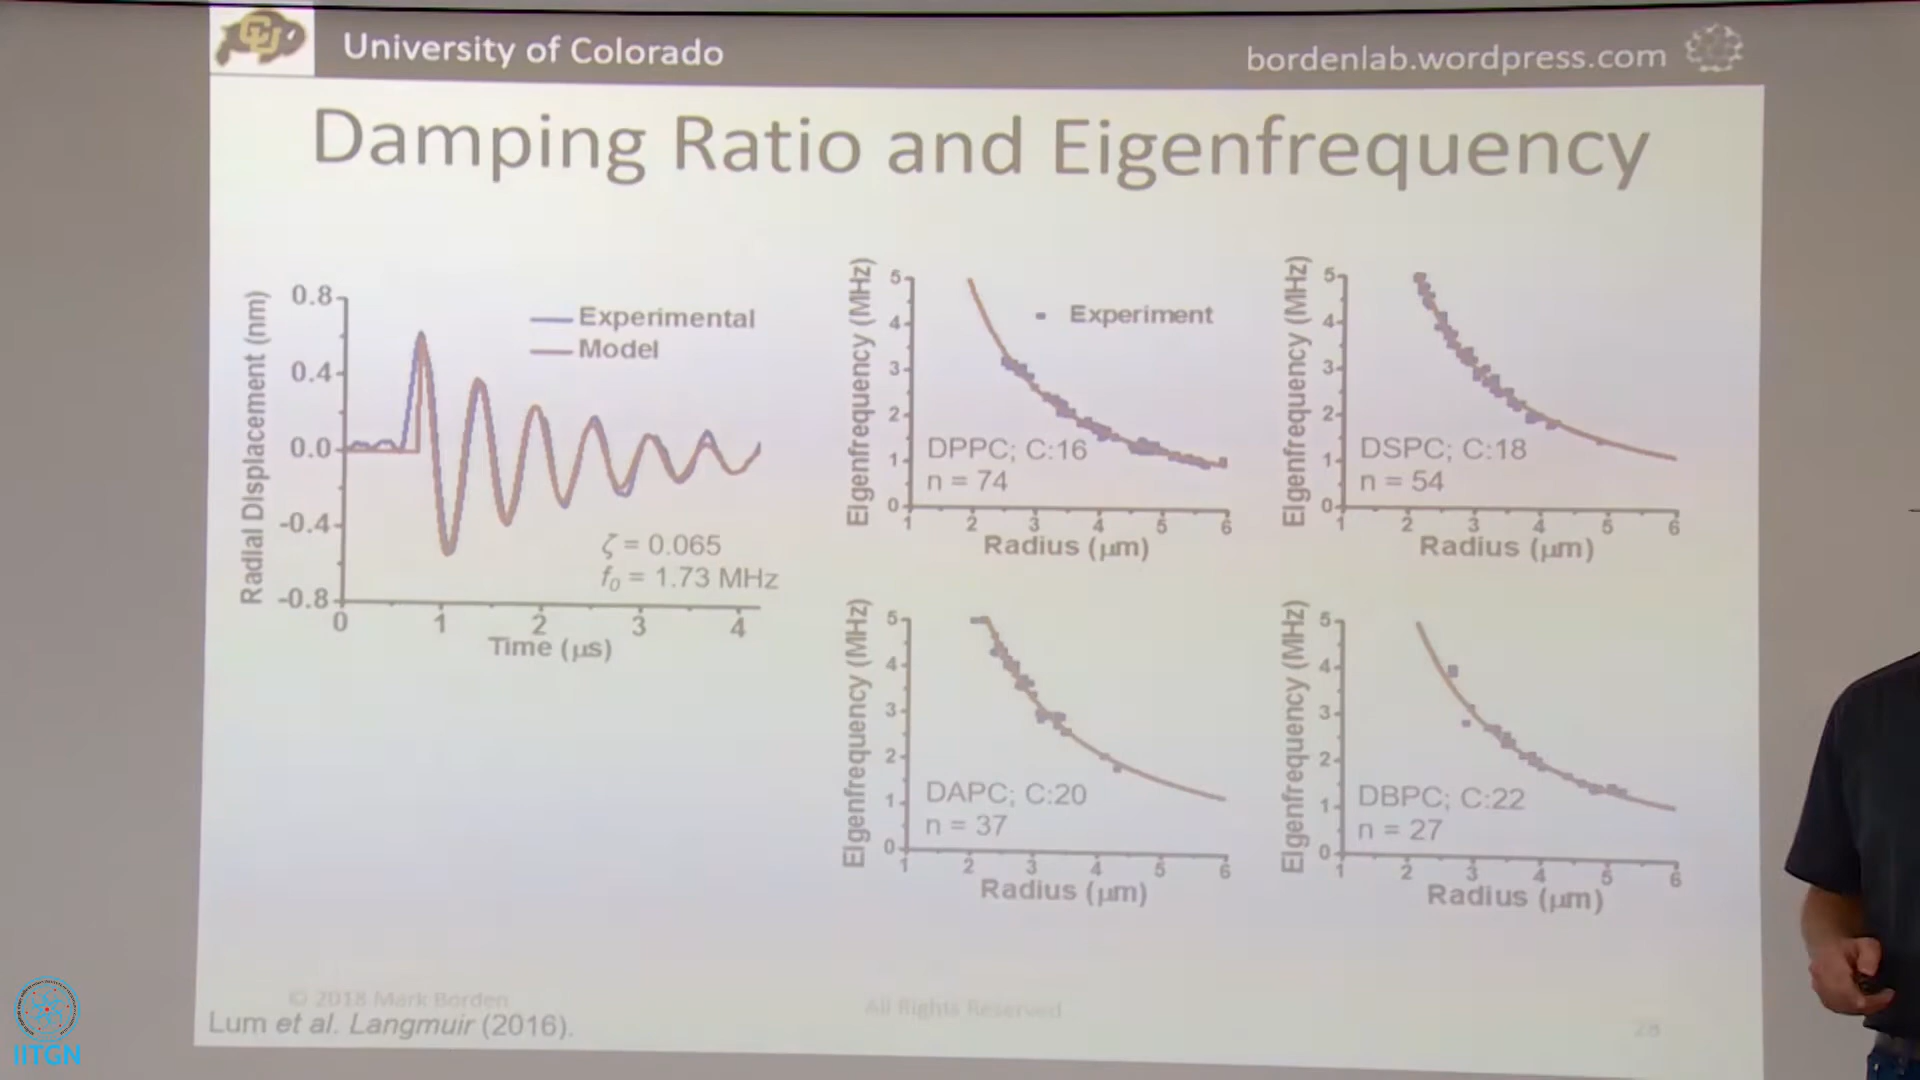 CU
University of Colorado
bordenlab.wordpress.com
Damping Ratio and Eigenfrequency
Radial Displacement (nm)
0.8
0.4
0.0
-0.4
-0.8
Experimental
Model
ζ = 0.065
f₀ = 1.73 MHz
0 1 2 3 4
Time (μs)
Eigenfrequency (MHz)
5
4
3
2
1
0
Experiment
DPPC; C:16
n = 74
1 2 3 4 5 6
Radius (μm)
Eigenfrequency (MHz)
5
4
3
2
1
0
DSPC; C:18
n = 54
1 2 3 4 5 6
Radius (μm)
Eigenfrequency (MHz)
5
4
3
2
1
0
DAPC; C:20
n = 37
1 2 3 4 5 6
Radius (μm)
Eigenfrequency (MHz)
5
4
3
2
1
0
DBPC; C:22
n = 27
1 2 3 4 5 6
Radius (μm)
© 2018 Mark Borden
All Rights Reserved
28
Lum et al. Langmuir (2016).
IITGN